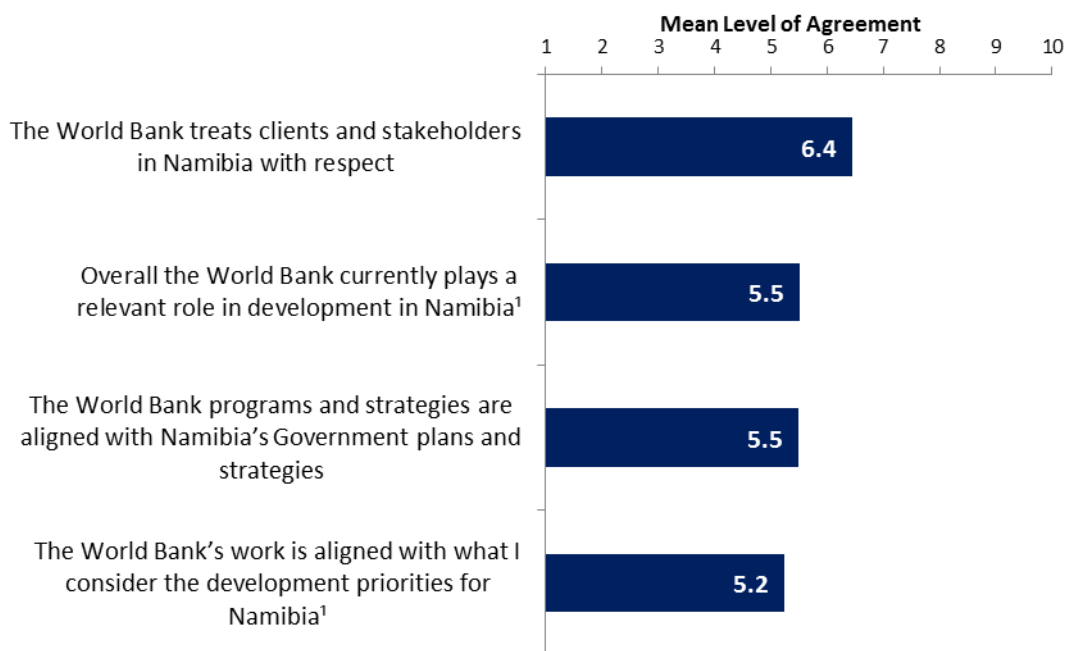 Mean Level of Agreement
1 2 3 4 5 6 7 8 9 10
The World Bank treats clients and stakeholders
in Namibia with respect
6.4
Overall the World Bank currently plays a
relevant role in development in Namibia¹
5.5
The World Bank programs and strategies are
aligned with Namibia’s Government plans and
strategies
5.5
The World Bank’s work is aligned with what I
consider the development priorities for
Namibia¹
5.2